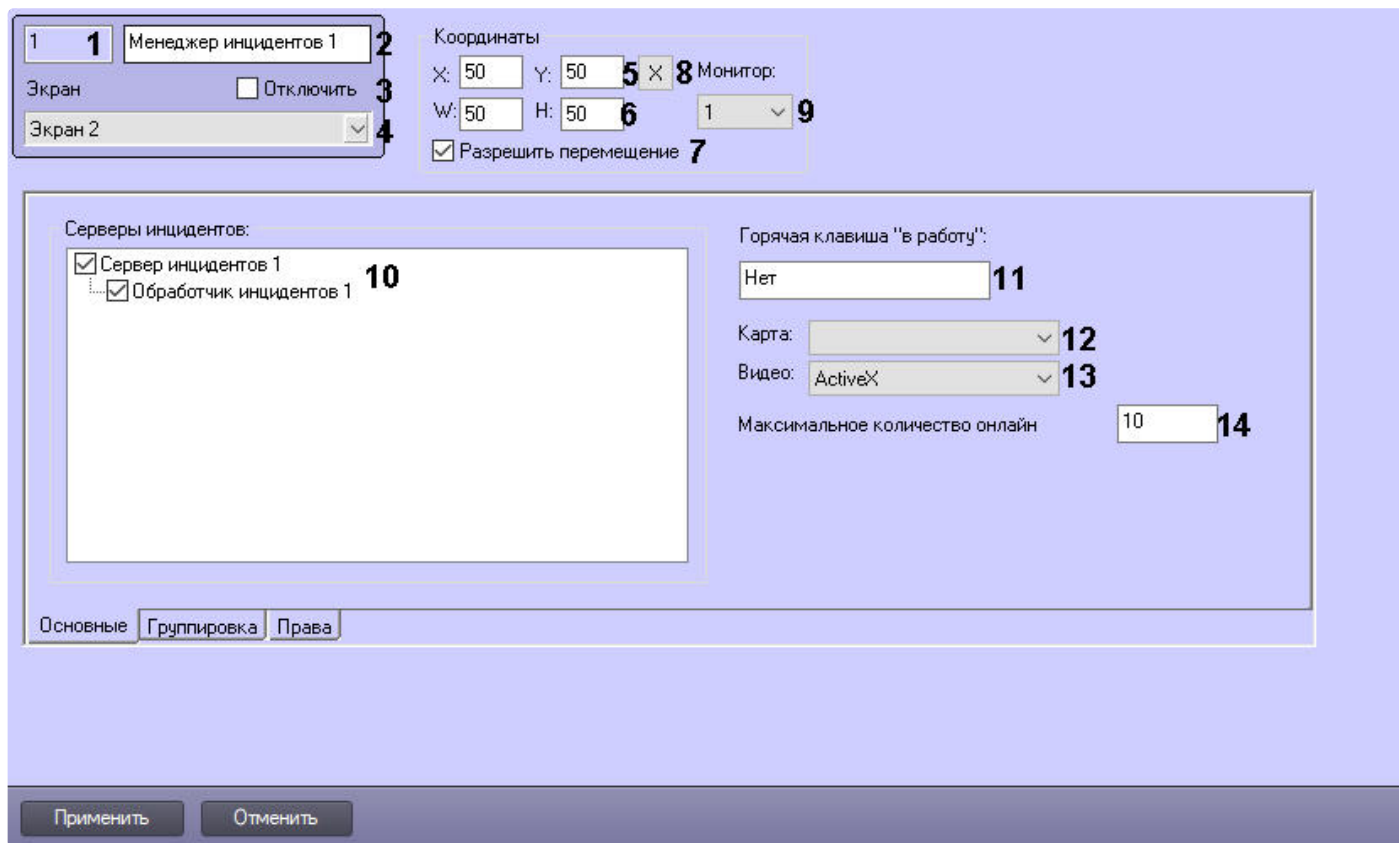 1 1 Менеджер инцидентов 1 2
Экран Отключить 3
Экран 2 4
Координаты
X: 50 Y: 50 5 X 8 Монитор:
W: 50 H: 50 6 1 9
Разрешить перемещение 7
Серверы инцидентов:
Сервер инцидентов 1
Обработчик инцидентов 1 10
Горячая клавиша "в работу":
Нет 11
Карта: 12
Видео: ActiveX 13
Максимальное количество онлайн 10 14
Основные Группировка Права
Применить Отменить